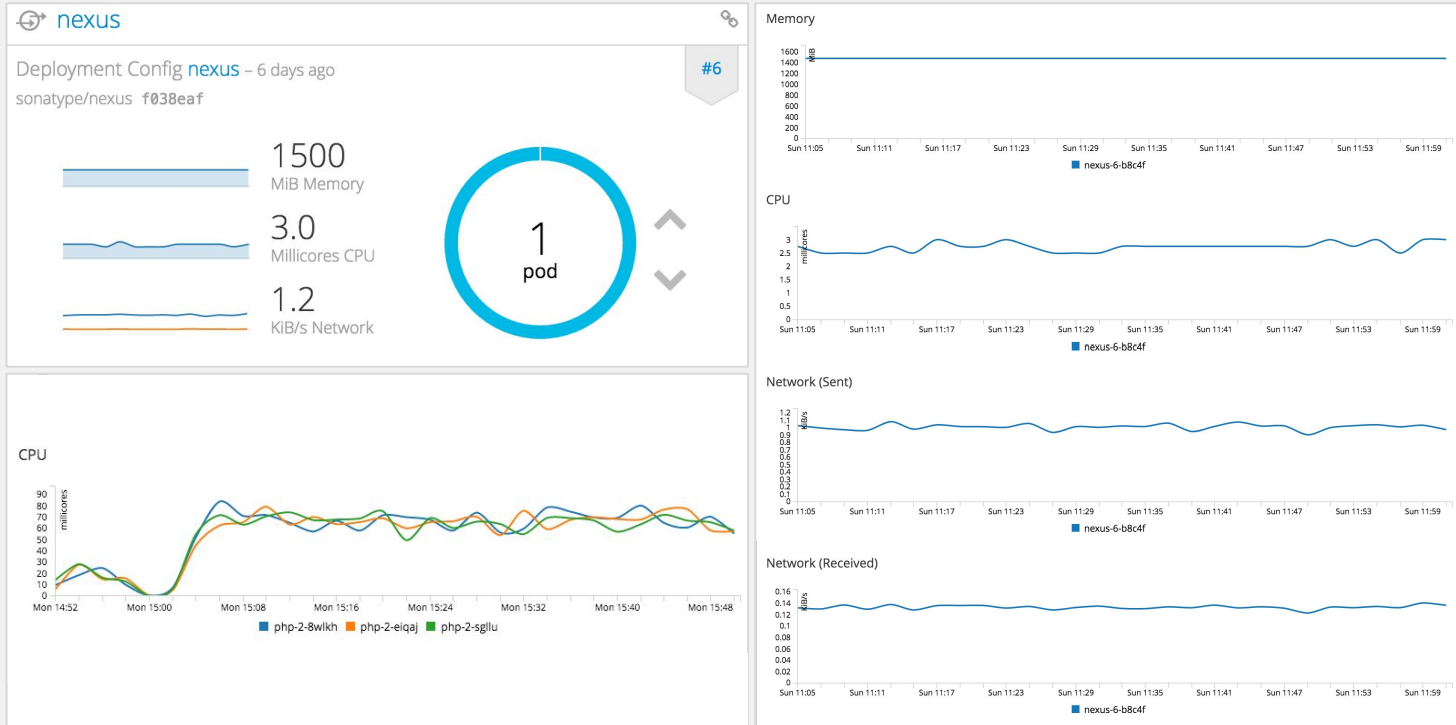 nexus
Deployment Config nexus – 6 days ago
#6
sonatype/nexus f038eaf
1500
MiB Memory
3.0
Millicores CPU
1.2
KiB/s Network
1
pod
CPU
millicores
90
80
70
60
50
40
30
20
10
0
Mon 14:52 Mon 15:00 Mon 15:08 Mon 15:16 Mon 15:24 Mon 15:32 Mon 15:40 Mon 15:48
php-2-8wlkh php-2-eiqaj php-2-sgllu
Memory
MiB
1600
1400
1200
1000
800
600
400
200
0
Sun 11:05 Sun 11:11 Sun 11:17 Sun 11:23 Sun 11:29 Sun 11:35 Sun 11:41 Sun 11:47 Sun 11:53 Sun 11:59
nexus-6-b8c4f
CPU
millicores
3
2.5
2
1.5
1
0.5
0
Sun 11:05 Sun 11:11 Sun 11:17 Sun 11:23 Sun 11:29 Sun 11:35 Sun 11:41 Sun 11:47 Sun 11:53 Sun 11:59
nexus-6-b8c4f
Network (Sent)
KiB/s
1.2
1.1
1
0.9
0.8
0.7
0.6
0.5
0.4
0.3
0.2
0.1
0
Sun 11:05 Sun 11:11 Sun 11:17 Sun 11:23 Sun 11:29 Sun 11:35 Sun 11:41 Sun 11:47 Sun 11:53 Sun 11:59
nexus-6-b8c4f
Network (Received)
KiB/s
0.16
0.14
0.12
0.1
0.08
0.06
0.04
0.02
0
Sun 11:05 Sun 11:11 Sun 11:17 Sun 11:23 Sun 11:29 Sun 11:35 Sun 11:41 Sun 11:47 Sun 11:53 Sun 11:59
nexus-6-b8c4f